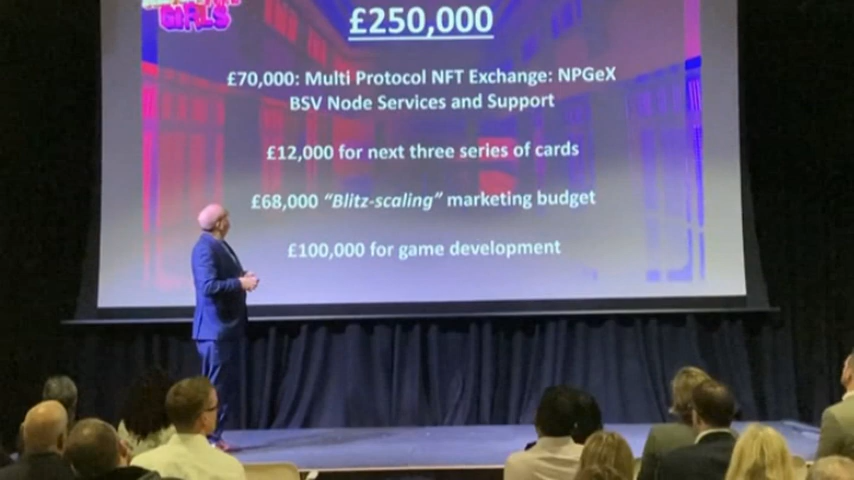 GIRLS
£250,000
£70,000: Multi Protocol NFT Exchange: NPGeX
BSV Node Services and Support
£12,000 for next three series of cards
£68,000 "Blitz-scaling" marketing budget
£100,000 for game development